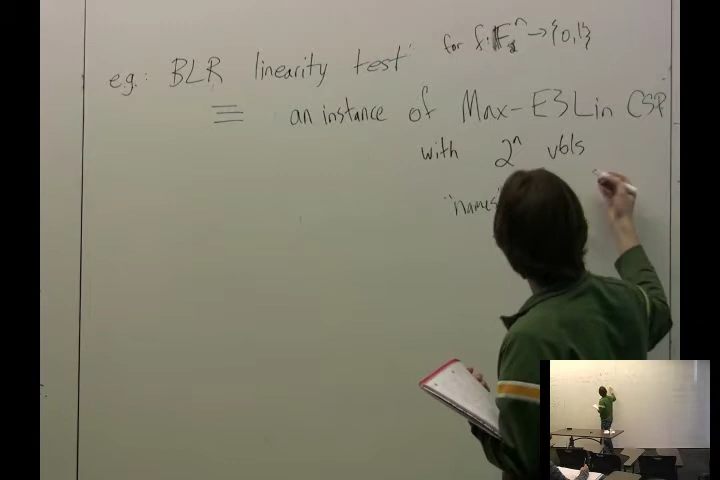 e.g.: BLR linearity test for f: F₂ⁿ → {0,1}
≡ an instance of Max-E3Lin CSP
with 2ⁿ vbls
"names